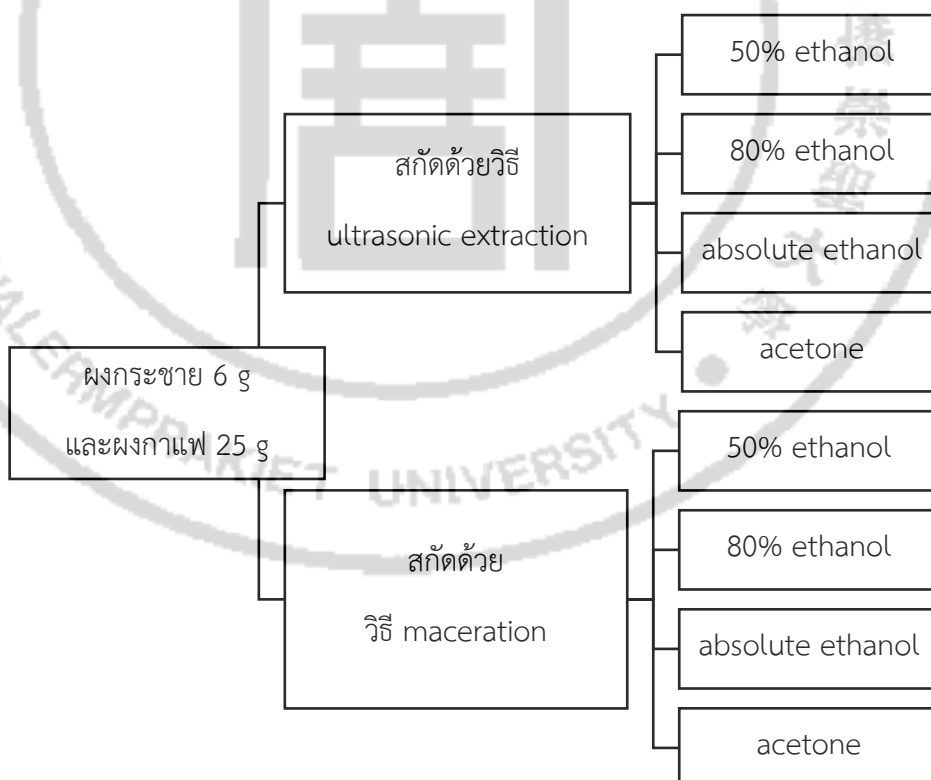 ผงกระชาย 6 g
และผงกาแฟ 25 g
สกัดด้วยวิธี
ultrasonic extraction
50% ethanol
80% ethanol
absolute ethanol
acetone
สกัดด้วย
วิธี maceration
50% ethanol
80% ethanol
absolute ethanol
acetone
UNIVERSITY